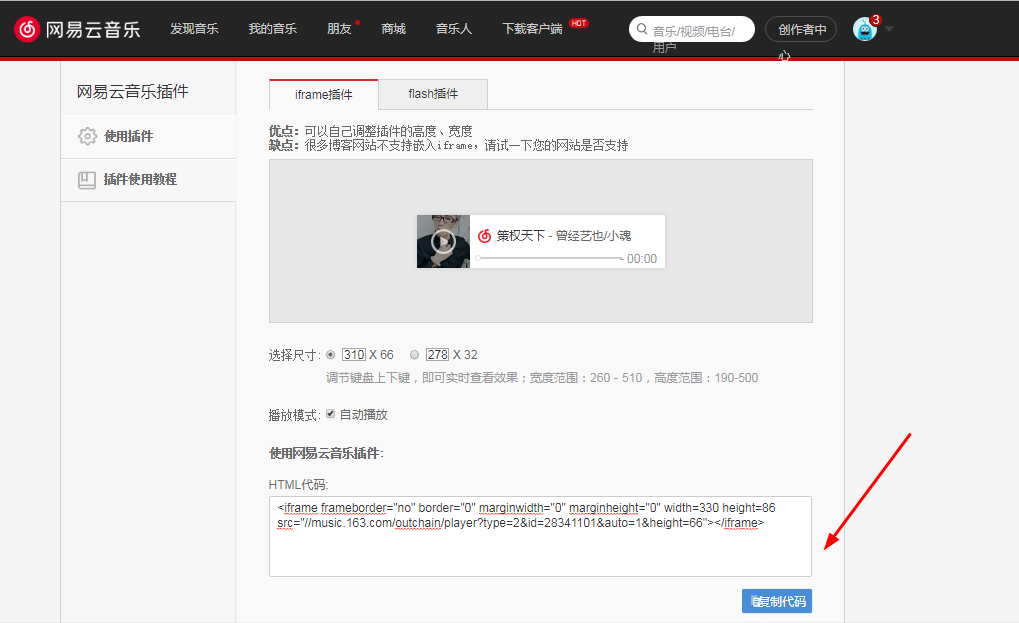 网易云音乐
发现音乐 我的音乐 朋友 商城 音乐人 下载客户端 HOT
音乐/视频/电台/
用户
创作者中
3
网易云音乐插件
使用插件
插件使用教程
iframe插件 flash插件
优点：可以自己调整插件的高度、宽度
缺点：很多博客网站不支持嵌入iframe，请试一下您的网站是否支持
策权天下 - 曾经艺也/小魂
00:00
选择尺寸: 310 X 66 278 X 32
调节键盘上下键，即可实时查看效果；宽度范围：260 - 510，高度范围：190-500
播放模式: 自动播放
使用网易云音乐插件:
HTML代码:
<iframe frameborder="no" border="0" marginwidth="0" marginheight="0" width=330 height=86
src="//music.163.com/outchain/player?type=2&id=28341101&auto=1&height=66"></iframe>
复制代码